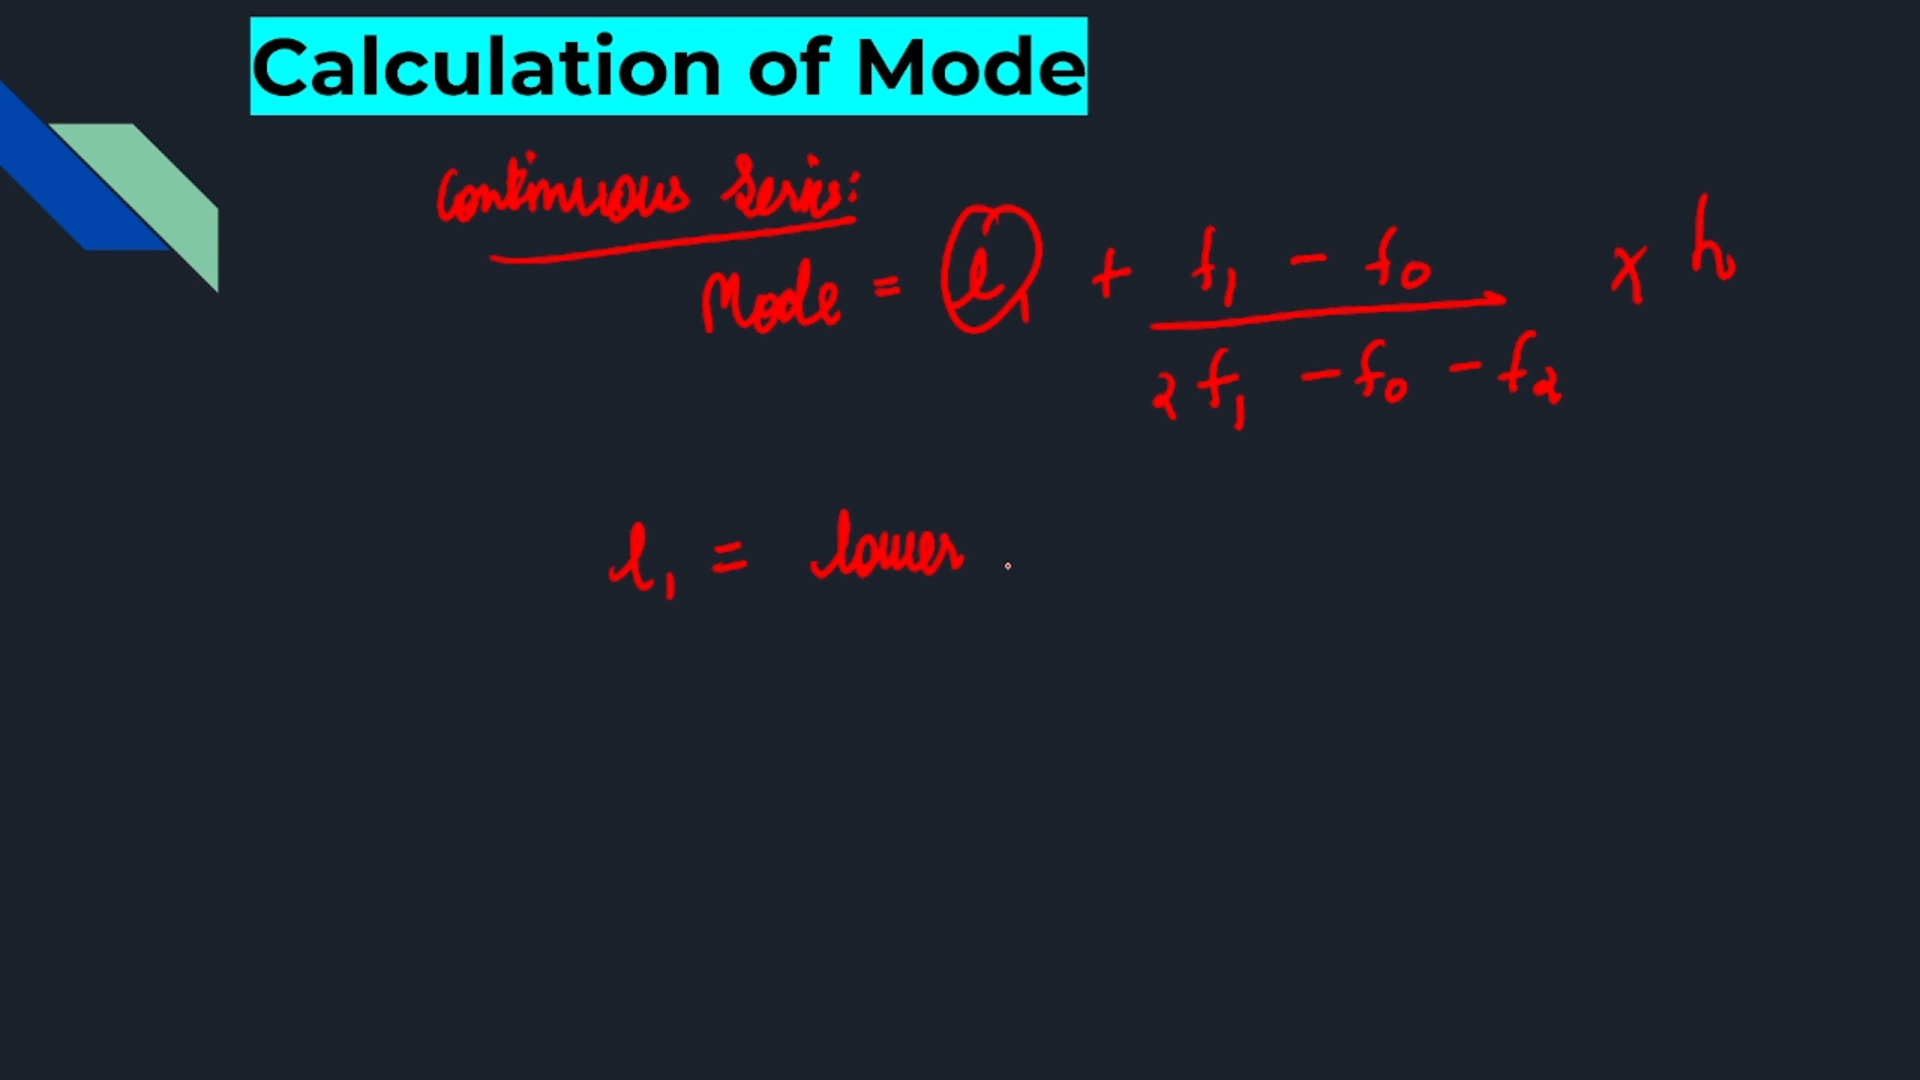 Calculation of Mode
Continuous Series:
Mode = l₁ + f₁ - f₀ / 2f₁ - f₀ - f₂ × h
l₁ = lower